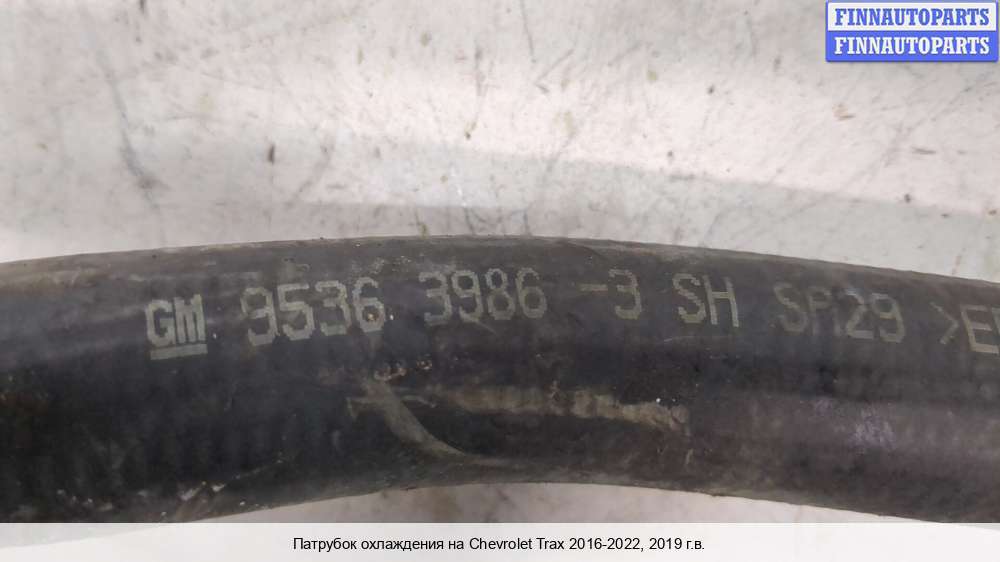 FINNAUTOPARTS
FINNAUTOPARTS
GM 9536 3986 -3 SH SP29 >E
Патрубок охлаждения на Chevrolet Trax 2016-2022, 2019 г.в.